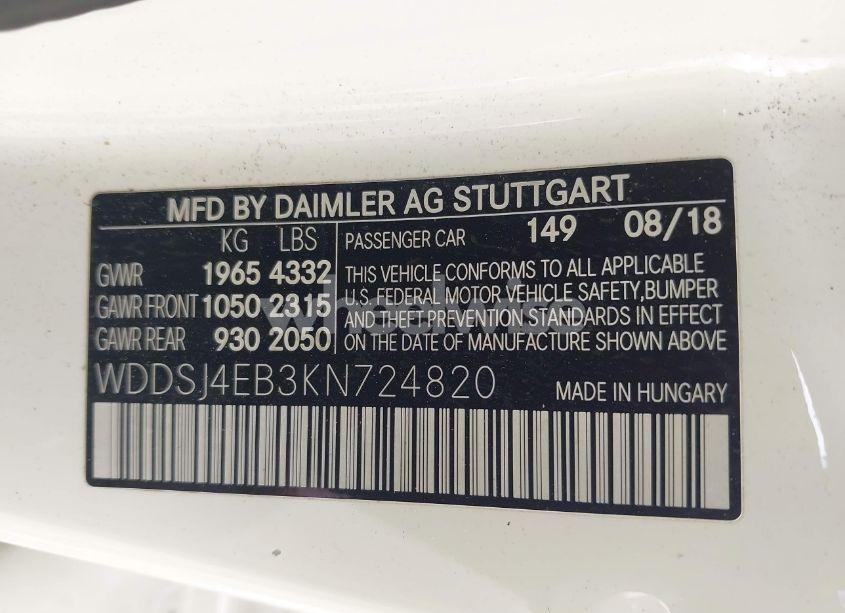 MFD BY DAIMLER AG STUTTGART
KG LBS
GVWR 1965 4332
GAWR FRONT 1050 2315
GAWR REAR 930 2050
PASSENGER CAR 149 08/18
THIS VEHICLE CONFORMS TO ALL APPLICABLE
U.S. FEDERAL MOTOR VEHICLE SAFETY,BUMPER
AND THEFT PREVENTION STANDARDS IN EFFECT
ON THE DATE OF MANUFACTURE SHOWN ABOVE
WDDSJ4EB3KN724820 MADE IN HUNGARY
wheelwise